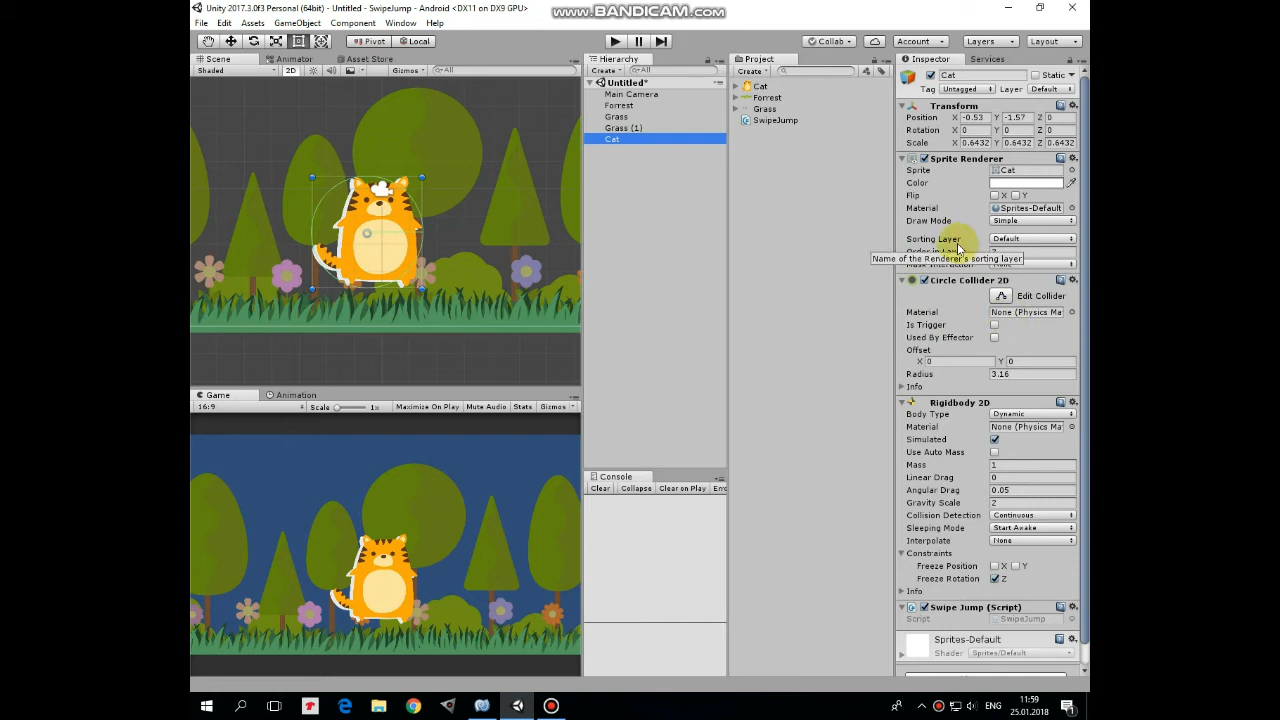 Unity 2017.3.0f3 Personal (64bit) - Untitled - SwipeJump - Android <DX11 on DX9 GPU>
www.BANDICAM.com
File Edit Assets GameObject Component Window Help
Pivot Local
Collab Account Layers Layout
Scene Animator Asset Store
Shaded 2D Gizmos All
Hierarchy
Create All
Untitled*
Main Camera
Forrest
Grass
Grass (1)
Cat
Project
Create
Cat
Forrest
Grass
SwipeJump
Inspector Services
Cat Static
Tag Untagged Layer Default
Transform
Position X -0.53 Y -1.57 Z 0
Rotation X 0 Y 0 Z 0
Scale X 0.6432 Y 0.6432 Z 0.6432
Sprite Renderer
Sprite Cat
Color
Flip X Y
Material Sprites-Default
Draw Mode Simple
Sorting Layer Default
Name of the Renderer's sorting layer
Circle Collider 2D
Edit Collider
Material None (Physics Ma
Is Trigger
Used By Effector
Offset
X 0 Y 0
Radius 3.16
Info
Rigidbody 2D
Body Type Dynamic
Material None (Physics Ma
Simulated
Use Auto Mass
Mass 1
Linear Drag 0
Angular Drag 0.05
Gravity Scale 2
Collision Detection Continuous
Sleeping Mode Start Awake
Interpolate None
Constraints
Freeze Position X Y
Freeze Rotation Z
Info
Swipe Jump (Script)
Script SwipeJump
Sprites-Default
Shader Sprites/Default
Game Animation
16:9 Scale 1x Maximize On Play Mute Audio Stats Gizmos
Console
Clear Collapse Clear on Play Erro
ENG
11:59
25.01.2018
1